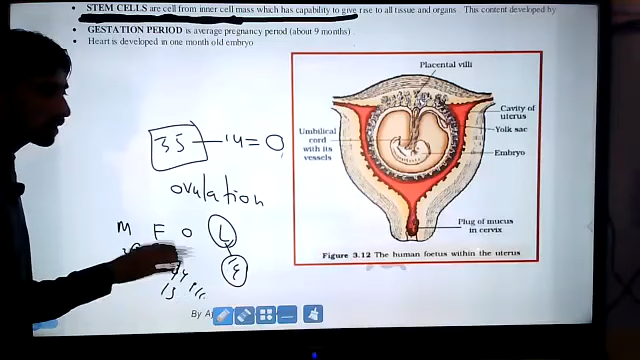 STEM CELLS are cell from inner cell mass which has capability to give rise to all tissue and organs . This content developed by
GESTATION PERIOD is average pregnancy period (about 9 months) .
Heart is developed in one month old embryo
Placental villi
Cavity of
uterus
Yolk sac
Embryo
Umbilical
cord
with its
vessels
Plug of mucus
in cervix
Figure 3.12 The human foetus within the uterus
35 - 14 = 0
ovulation
M F O L
14
By